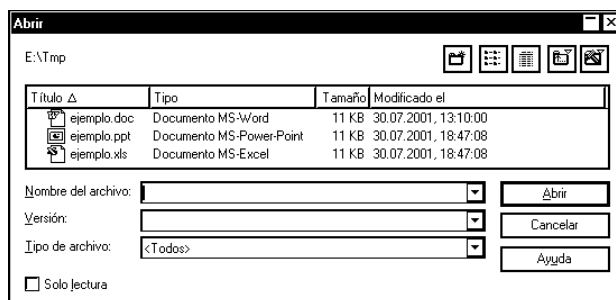 Abrir
E:\Tmp
Título Tipo Tamaño Modificado el
ejemplo.doc Documento MS-Word 11 KB 30.07.2001, 13:10:00
ejemplo.ppt Documento MS-Power-Point 11 KB 30.07.2001, 18:47:08
ejemplo.xls Documento MS-Excel 11 KB 30.07.2001, 18:47:08
Nombre del archivo: Abrir
Versión: Cancelar
Tipo de archivo: <Todos> Ayuda
Solo lectura